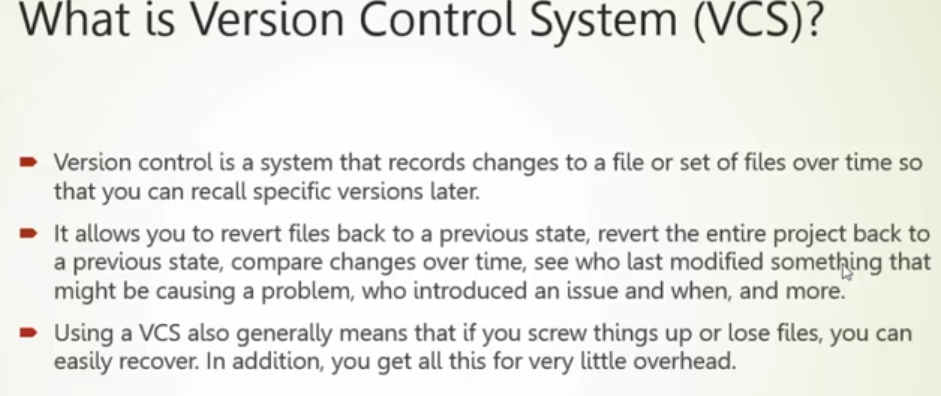 What is Version Control System (VCS)?
Version control is a system that records changes to a file or set of files over time so
that you can recall specific versions later.
It allows you to revert files back to a previous state, revert the entire project back to
a previous state, compare changes over time, see who last modified something that
might be causing a problem, who introduced an issue and when, and more.
Using a VCS also generally means that if you screw things up or lose files, you can
easily recover. In addition, you get all this for very little overhead.